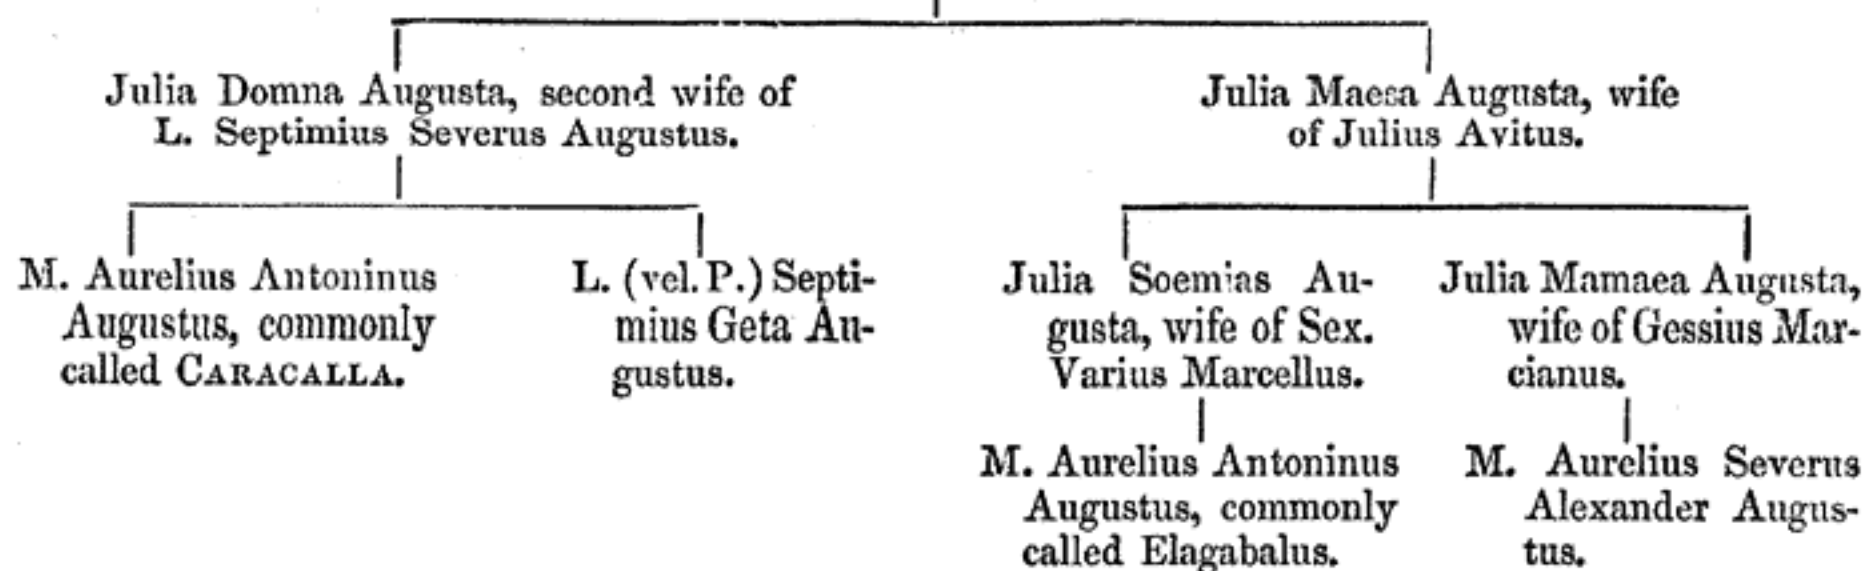 Julia Domna Augusta, second wife of
L. Septimius Severus Augustus.
Julia Maesa Augusta, wife
of Julius Avitus.
M. Aurelius Antoninus
Augustus, commonly
called CARACALLA.
L. (vel. P.) Septi-
mius Geta Au-
gustus.
Julia Soemias Au-
gusta, wife of Sex.
Varius Marcellus.
Julia Mamaea Augusta,
wife of Gessius Mar-
cianus.
M. Aurelius Antoninus
Augustus, commonly
called Elagabalus.
M. Aurelius Severus
Alexander Augus-
tus.